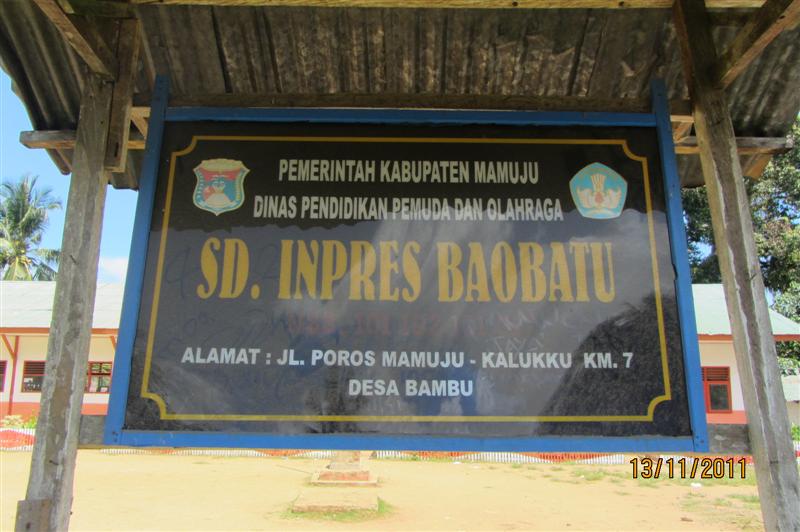 PEMERINTAH KABUPATEN MAMUJU
DINAS PENDIDIKAN PEMUDA DAN OLAHRAGA
SD. INPRES BAOBATU
ALAMAT : JL. POROS MAMUJU - KALUKKU KM. 7
DESA BAMBU
13/11/2011